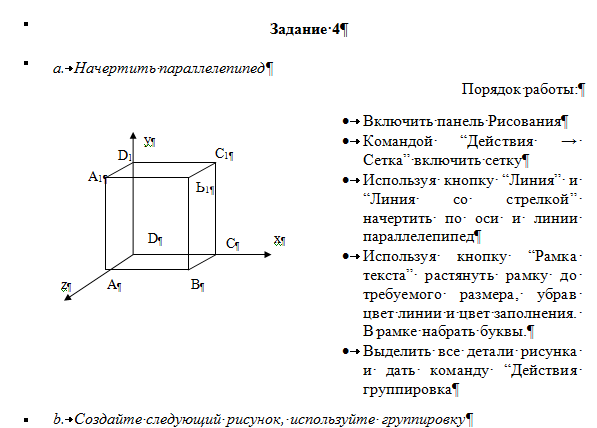 Задание 4¶
a. Начертить параллелепипед¶
Порядок работы:¶
y¶
D1
C1¶
A1¶
Ь1¶
D¶
C¶
x¶
z¶
A¶
B¶
• Включить панель Рисования¶
• Командой “Действия →
Сетка” включить сетку¶
• Используя кнопку “Линия” и
“Линия со стрелкой”
начертить по оси и линии
параллелепипед¶
• Используя кнопку “Рамка
текста” растянуть рамку до
требуемого размера, убрав
цвет линии и цвет заполнения.
В рамке набрать буквы.¶
• Выделить все детали рисунка
и дать команду “Действия
группировка¶
b. Создайте следующий рисунок, используйте группировку¶